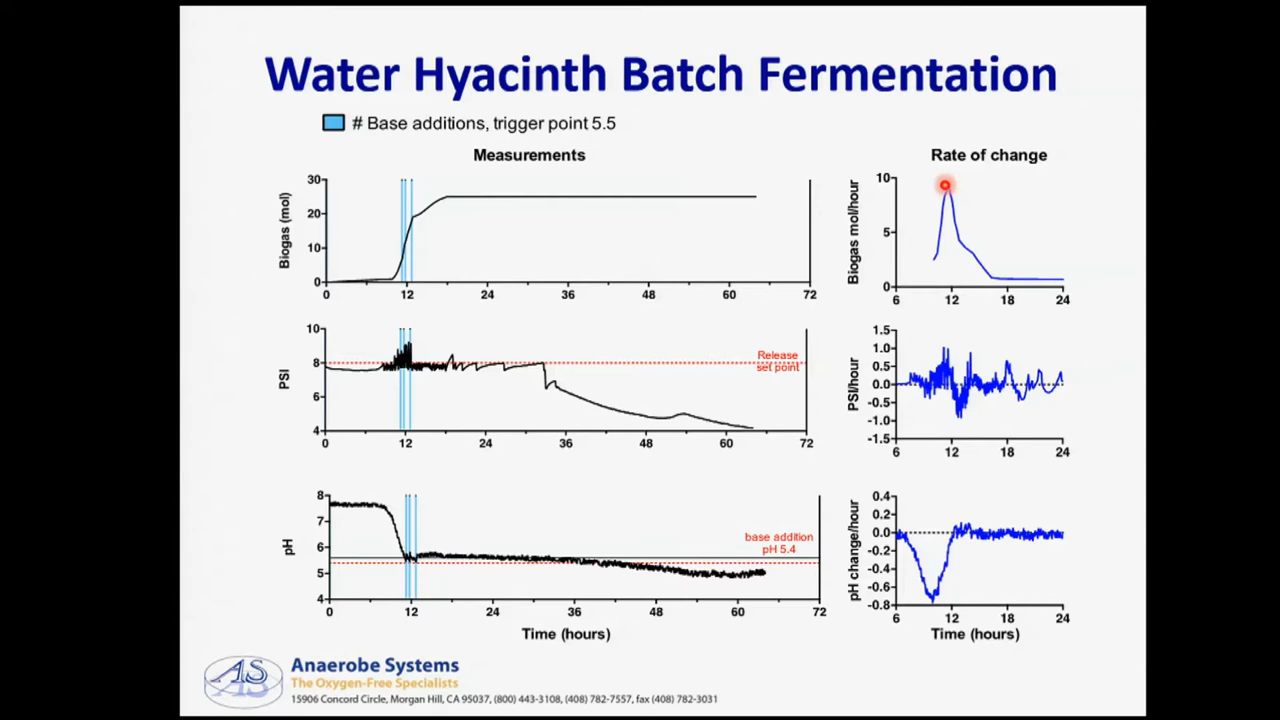 Water Hyacinth Batch Fermentation
# Base additions, trigger point 5.5
Measurements
Rate of change
30
20
10
0
Biogas (mol)
0 12 24 36 48 60 72
10
5
0
Biogas mol/hour
6 12 18 24
10
8
6
4
PSI
Release
set point
0 12 24 36 48 60 72
1.5
1.0
0.5
0.0
-0.5
-1.0
-1.5
PSI/hour
6 12 18 24
8
7
6
5
4
pH
base addition
pH 5.4
0 12 24 36 48 60 72
Time (hours)
0.4
0.2
0.0
-0.2
-0.4
-0.6
-0.8
pH change/hour
6 12 18 24
Time (hours)
AS
Anaerobe Systems
The Oxygen-Free Specialists
15906 Concord Circle, Morgan Hill, CA 95037, (800) 443-3108, (408) 782-7557, fax (408) 782-3031